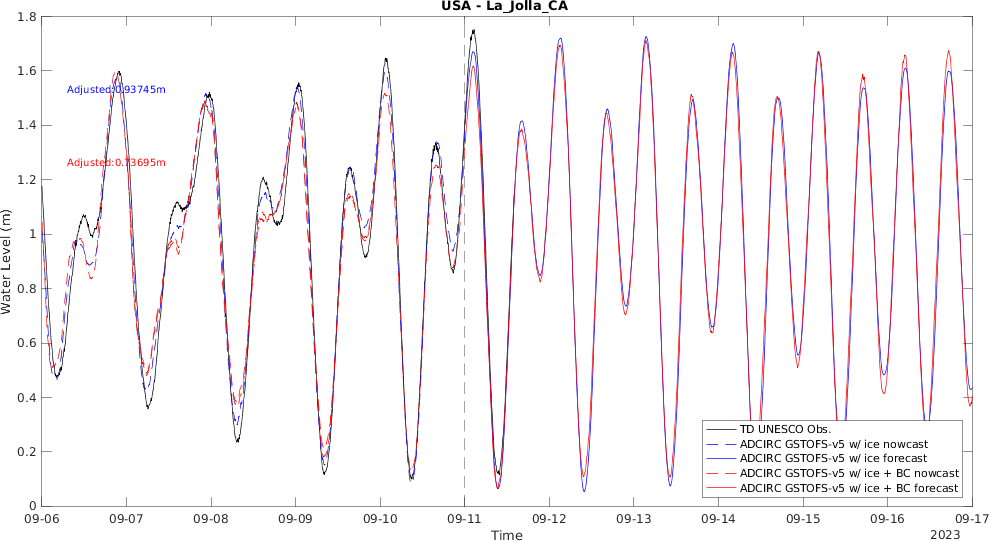 USA - La_Jolla_CA
1.8
1.6
1.4
1.2
1
0.8
0.6
0.4
0.2
0
Water Level (m)
Adjusted:0.93745m
Adjusted:0.73695m
TD UNESCO Obs.
ADCIRC GSTOFS-v5 w/ ice nowcast
ADCIRC GSTOFS-v5 w/ ice forecast
ADCIRC GSTOFS-v5 w/ ice + BC nowcast
ADCIRC GSTOFS-v5 w/ ice + BC forecast
09-06 09-07 09-08 09-09 09-10 09-11 09-12 09-13 09-14 09-15 09-16 09-17
Time
2023